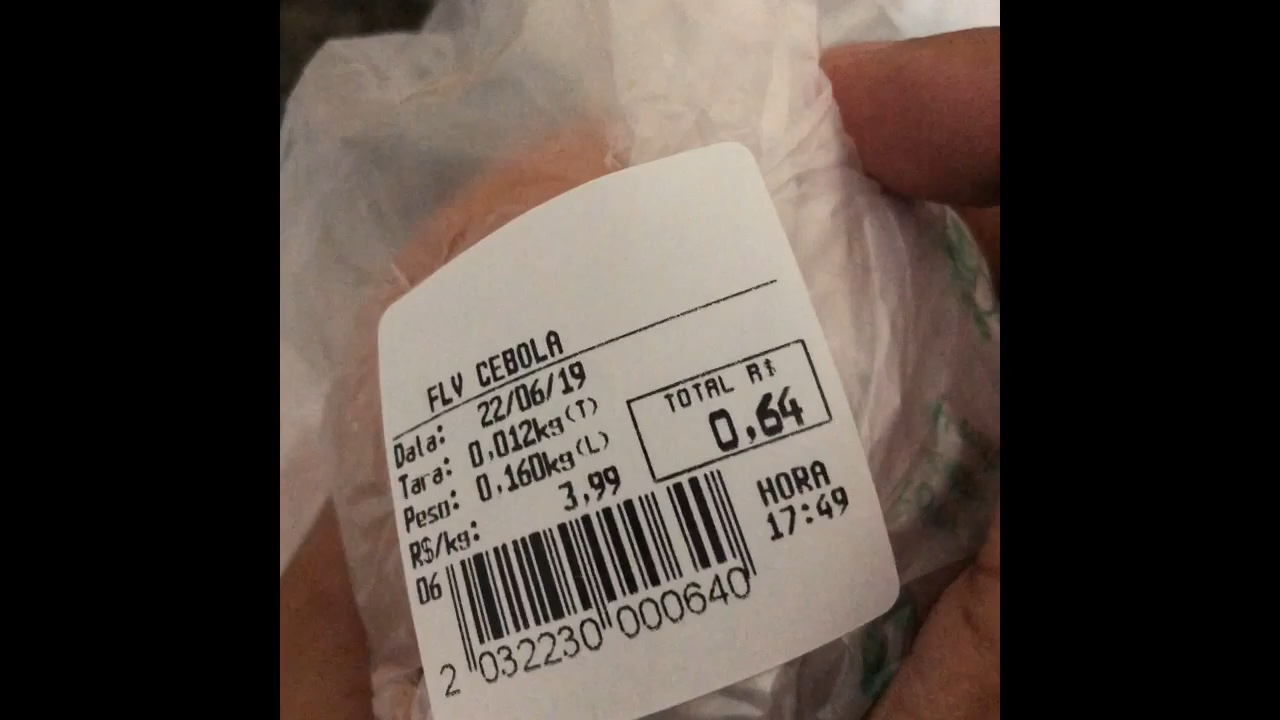 FLV CEBOLA
Data: 22/06/19
Tara: 0,012kg(T)
Peso: 0,160kg(L)
R$/kg: 3,99
TOTAL R$
0,64
HORA
17:49
06
2 032230 000640